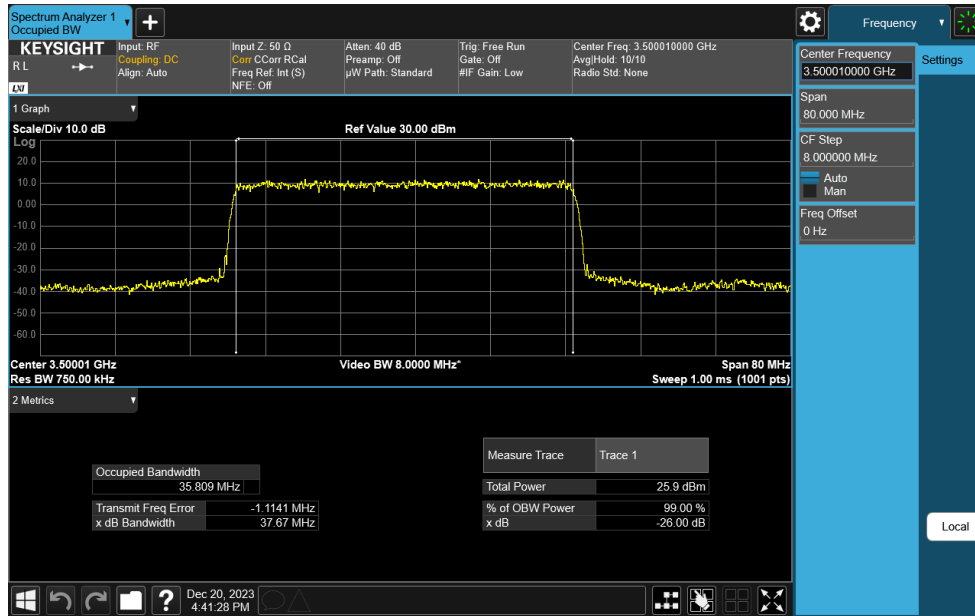 Spectrum Analyzer 1
Occupied BW
Frequency
KEYSIGHT
R L
LXI
Input: RF
Coupling: DC
Align: Auto
Input Z: 50 Ω
Corr CCorr RCal
Freq Ref: Int (S)
NFE: Off
Atten: 40 dB
Preamp: Off
µW Path: Standard
Trig: Free Run
Gate: Off
#IF Gain: Low
Center Freq: 3.500010000 GHz
Avg|Hold: 10/10
Radio Std: None
Center Frequency
3.500010000 GHz
Settings
Span
80.000 MHz
CF Step
8.000000 MHz
Auto
Man
Freq Offset
0 Hz
Local
1 Graph
Scale/Div 10.0 dB
Ref Value 30.00 dBm
Log
20.0
10.0
0.00
-10.0
-20.0
-30.0
-40.0
-50.0
-60.0
Center 3.50001 GHz
Video BW 8.0000 MHz*
Span 80 MHz
Res BW 750.00 kHz
Sweep 1.00 ms (1001 pts)
2 Metrics
Measure Trace Trace 1
Occupied Bandwidth
35.809 MHz
Total Power 25.9 dBm
Transmit Freq Error -1.1141 MHz
% of OBW Power 99.00 %
x dB Bandwidth 37.67 MHz
x dB -26.00 dB
?
Dec 20, 2023
4:41:28 PM